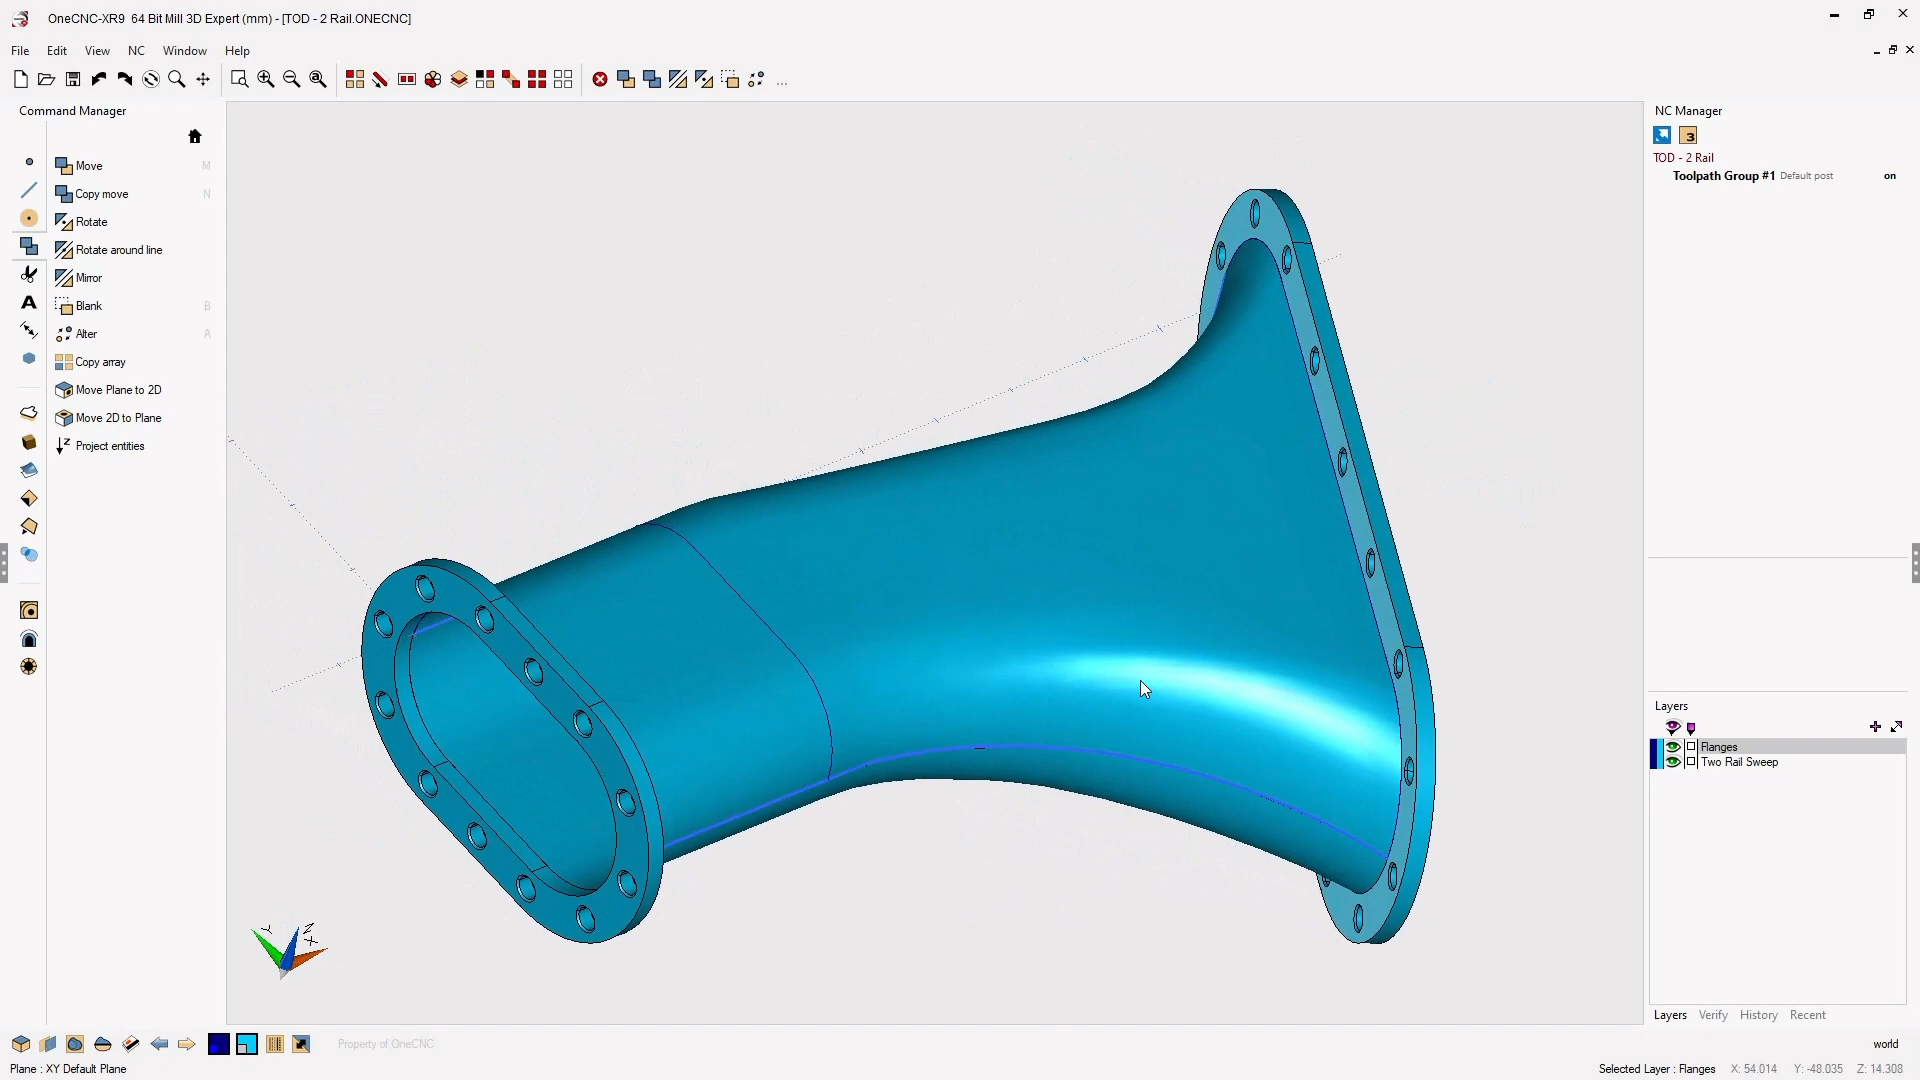 OneCNC-XR9 64 Bit Mill 3D Expert (mm) - [TOD - 2 Rail.ONECNC]
File Edit View NC Window Help
Command Manager
Move M
Copy move N
Rotate
Rotate around line
Mirror
Blank B
Alter A
Copy array
Move Plane to 2D
Move 2D to Plane
Project entities
Y Z X
NC Manager
3
TOD - 2 Rail
Toolpath Group #1 Default post on
Layers
Flanges
Two Rail Sweep
Layers Verify History Recent
Property of OneCNC
world
Plane : XY Default Plane
Selected Layer : Flanges X: 54.014 Y: -48.035 Z: 14.308